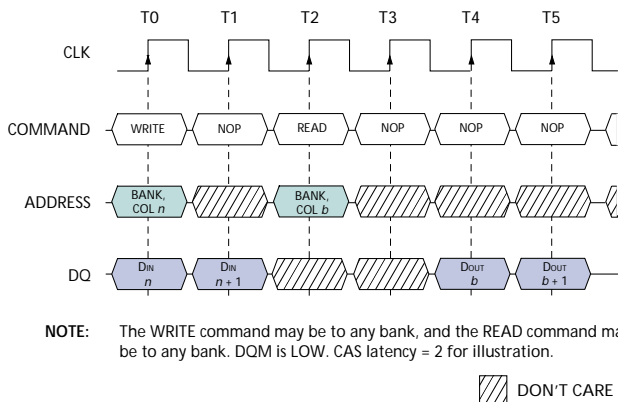 T0 T1 T2 T3 T4 T5
CLK
COMMAND WRITE NOP READ NOP NOP NOP
ADDRESS BANK, COL n BANK, COL b
DQ DIN n DIN n + 1 DOUT b DOUT b + 1
NOTE: The WRITE command may be to any bank, and the READ command ma
be to any bank. DQM is LOW. CAS latency = 2 for illustration.
DON'T CARE